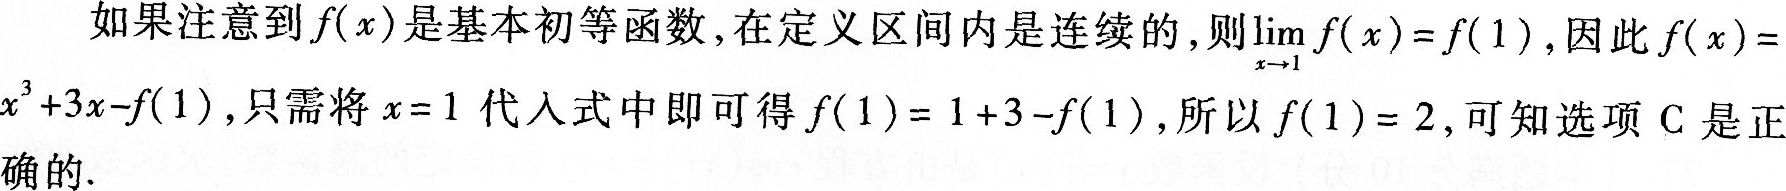 如果注意到f(x)是基本初等函数,在定义区间内是连续的,则lim_{x→1} f(x)=f(1),因此f(x)=
x³+3x-f(1),只需将x=1代入式中即可得f(1)=1+3-f(1),所以f(1)=2,可知选项C是正
确的.